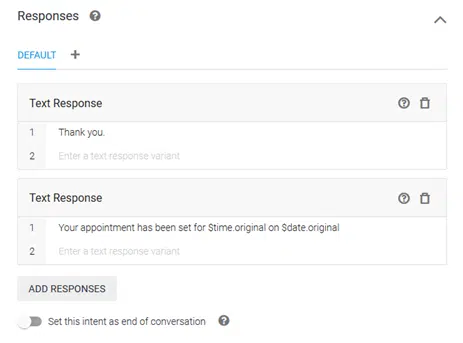 Responses
DEFAULT
Text Response
1 Thank you.
2 Enter a text response variant
Text Response
1 Your appointment has been set for $time.original on $date.original
2 Enter a text response variant
ADD RESPONSES
Set this intent as end of conversation